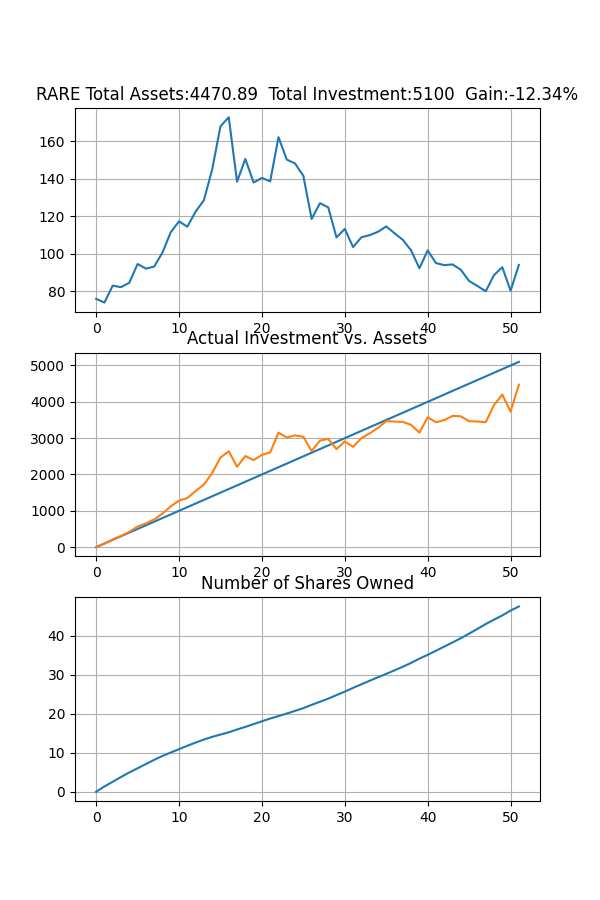 RARE Total Assets:4470.89  Total Investment:5100  Gain:-12.34%
160
140
120
100
80
0 10 20 30 40 50
Actual Investment vs. Assets
5000
4000
3000
2000
1000
0
0 10 20 30 40 50
Number of Shares Owned
40
30
20
10
0
0 10 20 30 40 50